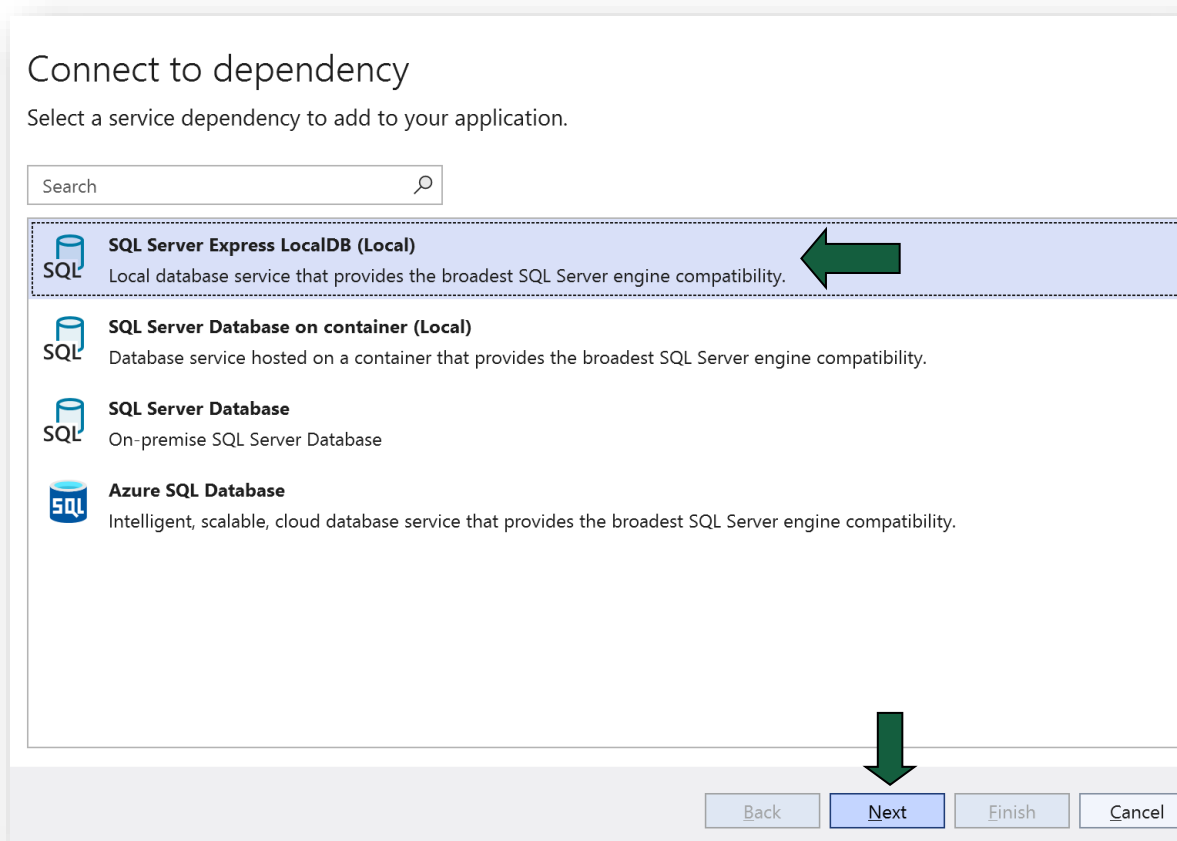 Connect to dependency
Select a service dependency to add to your application.
Search
SQL
SQL Server Express LocalDB (Local)
Local database service that provides the broadest SQL Server engine compatibility.
SQL
SQL Server Database on container (Local)
Database service hosted on a container that provides the broadest SQL Server engine compatibility.
SQL
SQL Server Database
On-premise SQL Server Database
SQL
Azure SQL Database
Intelligent, scalable, cloud database service that provides the broadest SQL Server engine compatibility.
Back Next Finish Cancel